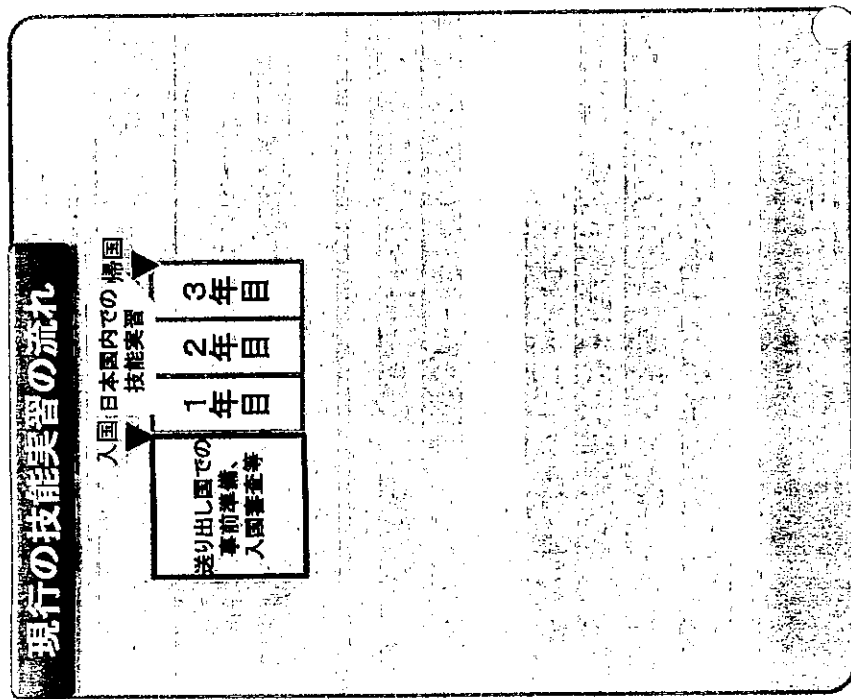 現行の技能実習の流れ
入国
日本国内での
技能実習
帰国
送り出し国での
事前準備、
入国審査等
1年目
2年目
3年目